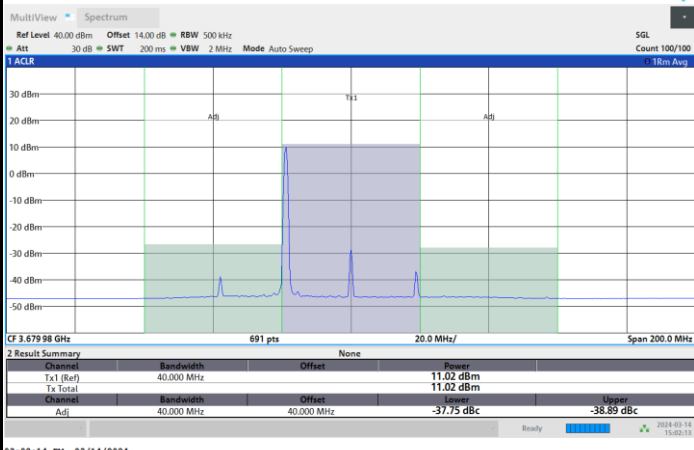 MultiView Spectrum
Ref Level 40.00 dBm Offset 14.00 dB RBW 500 kHz SGL
Att 30 dB SWT 200 ms VBW 2 MHz Mode Auto Sweep Count 100/100
1 ACLR 1Rm Avg
30 dBm
Tx1
20 dBm Adj Adj
10 dBm
0 dBm
-10 dBm
-20 dBm
-30 dBm
-40 dBm
-50 dBm
CF 3.67998 GHz 691 pts 20.0 MHz/ Span 200.0 MHz
2 Result Summary None
Channel Bandwidth Offset Power
Tx1 (Ref) 40.000 MHz 11.02 dBm
Tx Total 11.02 dBm
Channel Bandwidth Offset Lower Upper
Adj 40.000 MHz 40.000 MHz -37.75 dBc -38.89 dBc
Ready 2024-03-14
15:02:13